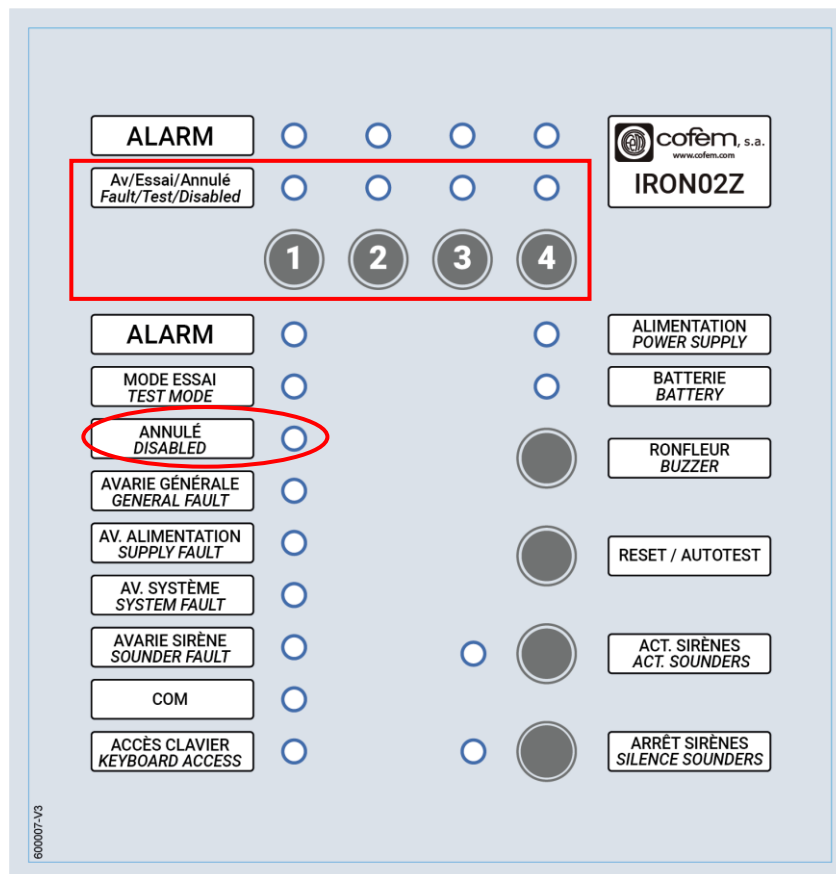 ALARM
cofem, s.a.
www.cofem.com
IRON02Z
Av/Essai/Annulé
Fault/Test/Disabled
1 2 3 4
ALARM
ALIMENTATION
POWER SUPPLY
MODE ESSAI
TEST MODE
BATTERIE
BATTERY
ANNULÉ
DISABLED
RONFLEUR
BUZZER
AVARIE GÉNÉRALE
GENERAL FAULT
AV. ALIMENTATION
SUPPLY FAULT
RESET / AUTOTEST
AV. SYSTÈME
SYSTEM FAULT
AVARIE SIRÈNE
SOUNDER FAULT
ACT. SIRÈNES
ACT. SOUNDERS
COM
ACCÈS CLAVIER
KEYBOARD ACCESS
ARRÊT SIRÈNES
SILENCE SOUNDERS
600007-V3